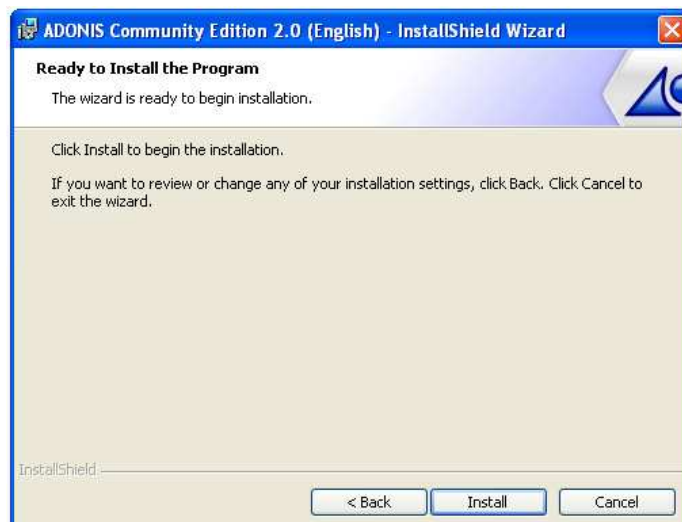 ADONIS Community Edition 2.0 (English) - InstallShield Wizard
Ready to Install the Program
The wizard is ready to begin installation.
Click Install to begin the installation.
If you want to review or change any of your installation settings, click Back. Click Cancel to
exit the wizard.
InstallShield
< Back Install Cancel